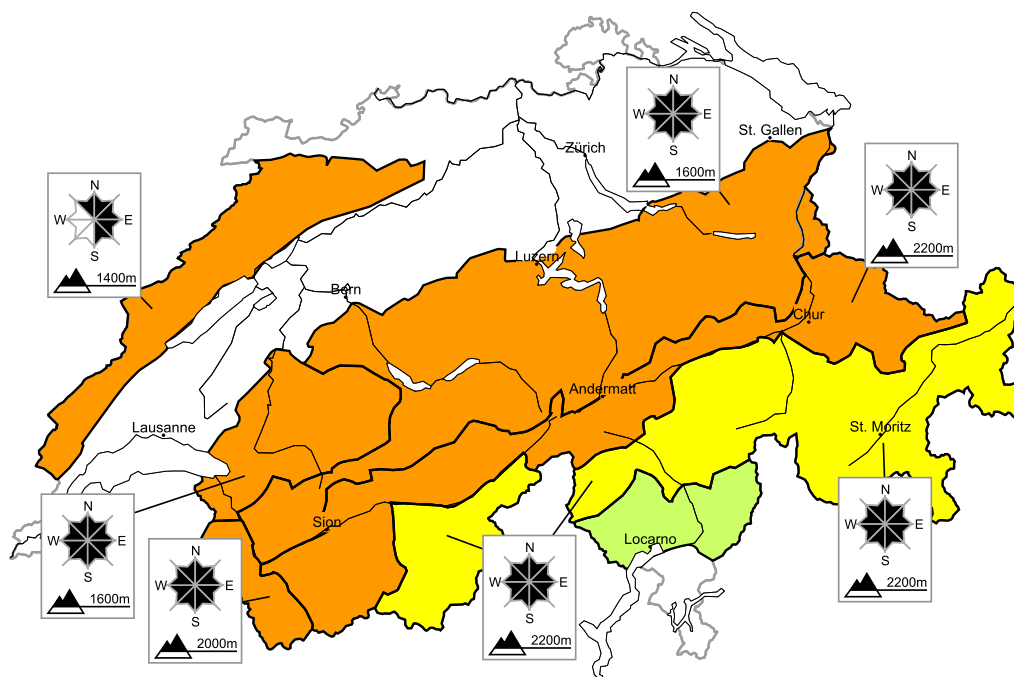 N
W E
S
1600m
St. Gallen
Zürich
N
W E
S
2200m
N
W E
S
1400m
Luzern
Bern
Chur
Andermatt
Lausanne
St. Moritz
N
W E
S
1600m
Sion
N
W E
S
2000m
N
W E
S
2200m
Locarno
N
W E
S
2200m